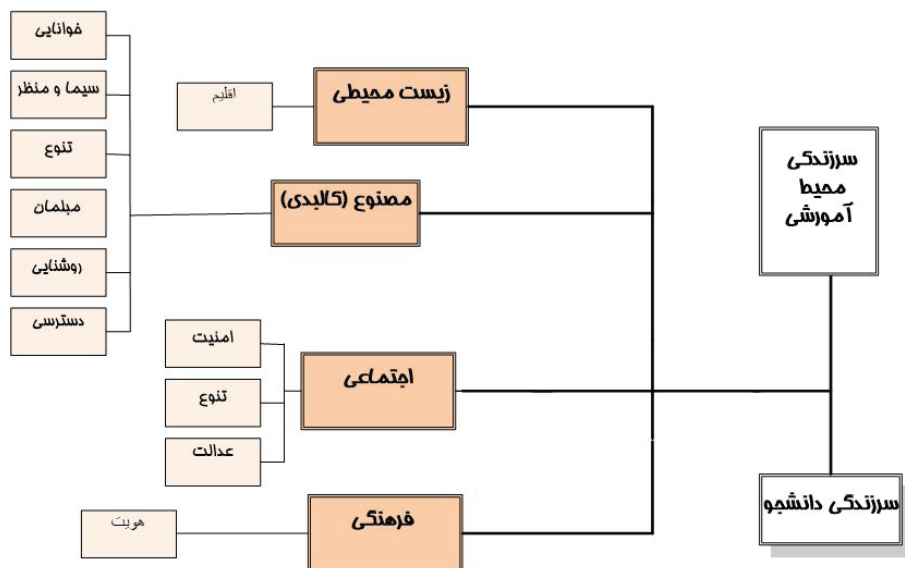 سرزندگی
محیط
آموزشی
سرزندگی دانشجو
زیست محیطی
اقلیم
مصنوع (کالبدی)
خوانایی
سیما و منظر
تنوع
مبلمان
روشنایی
دسترسی
اجتماعی
امنیت
تنوع
عدالت
فرهنگی
هویت